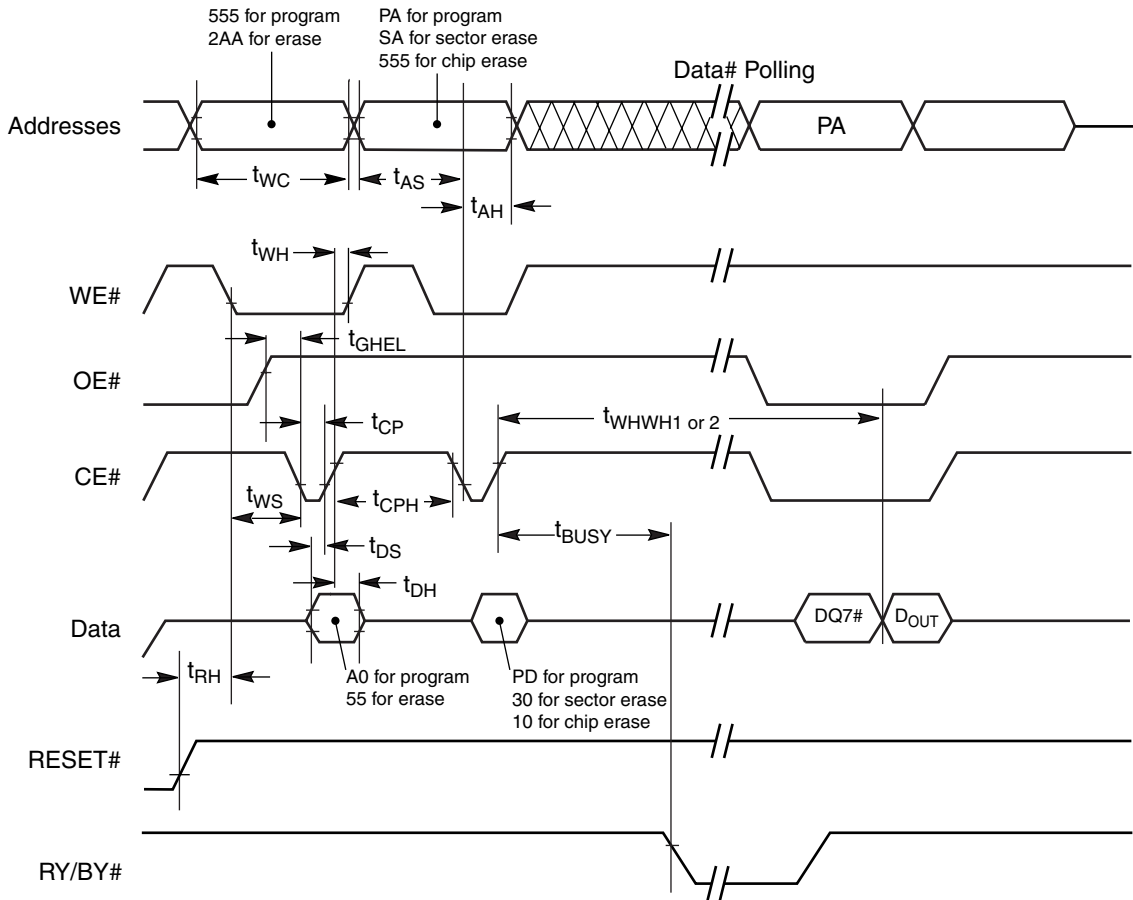 555 for program
2AA for erase
PA for program
SA for sector erase
555 for chip erase
Data# Polling
Addresses
PA
tWC
tAS
tAH
tWH
WE#
tGHEL
OE#
tWHWH1 or 2
tCP
CE#
tWS
tCPH
tBUSY
tDS
tDH
Data
DQ7#
DOUT
tRH
A0 for program
55 for erase
PD for program
30 for sector erase
10 for chip erase
RESET#
RY/BY#